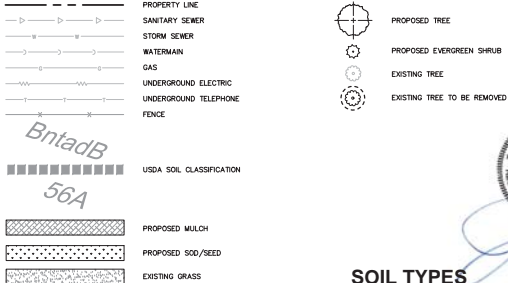 PROPERTY LINE
SANITARY SEWER
W W
STORM SEWER
WATERMAIN
G G
GAS
UNDERGROUND ELECTRIC
T T
UNDERGROUND TELEPHONE
X X
FENCE
BntadB
USDA SOIL CLASSIFICATION
56A
PROPOSED MULCH
PROPOSED SOD/SEED
EXISTING GRASS
PROPOSED TREE
PROPOSED EVERGREEN SHRUB
EXISTING TREE
EXISTING TREE TO BE REMOVED
SOIL TYPES